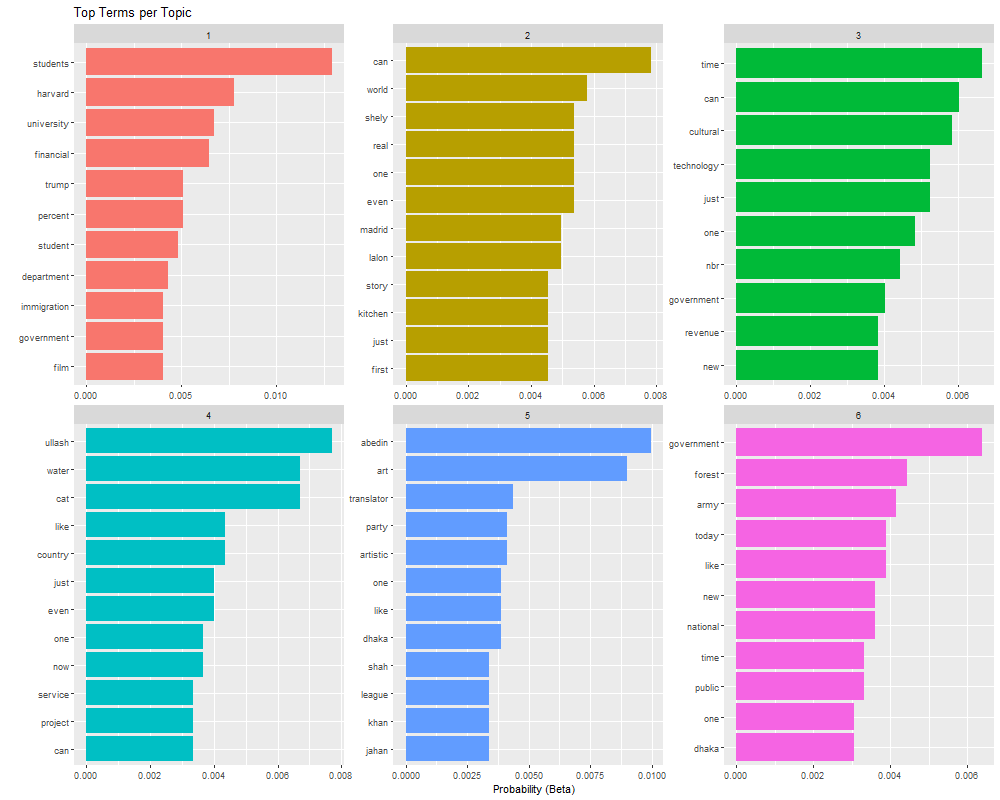 Top Terms per Topic
1
students
harvard
university
financial
trump
percent
student
department
immigration
government
film
0.000 0.005 0.010
2
can
world
shely
real
one
even
madrid
lalon
story
kitchen
just
first
0.000 0.002 0.004 0.006 0.008
3
time
can
cultural
technology
just
one
nbr
government
revenue
new
0.000 0.002 0.004 0.006
4
ullash
water
cat
like
country
just
even
one
now
service
project
can
0.000 0.002 0.004 0.006 0.008
5
abedin
art
translator
party
artistic
one
like
dhaka
shah
league
khan
jahan
0.0000 0.0025 0.0050 0.0075 0.0100
6
government
forest
army
today
like
new
national
time
public
one
dhaka
0.000 0.002 0.004 0.006
Probability (Beta)